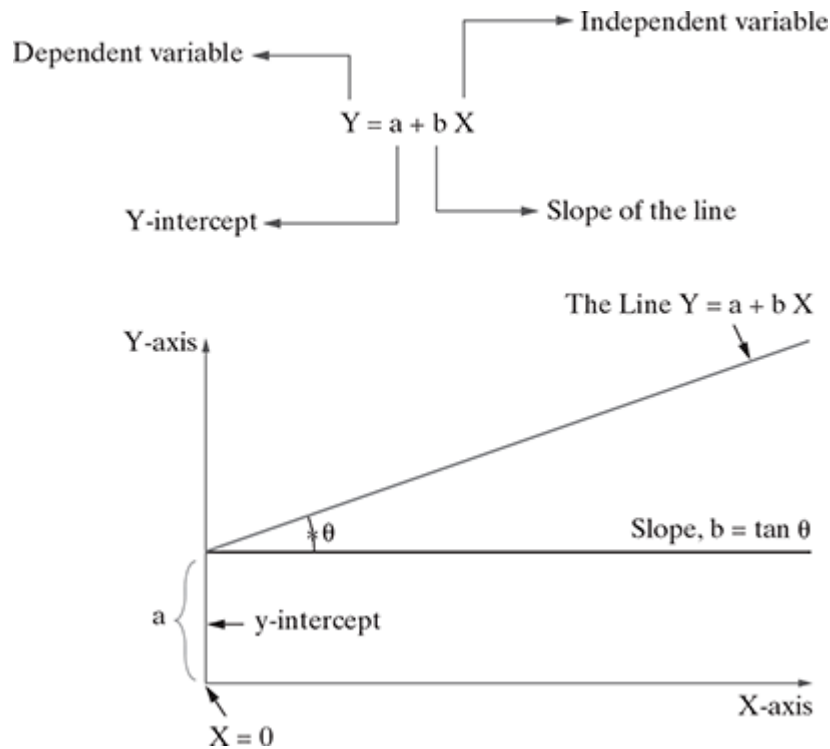 Independent variable
Dependent variable
Y = a + b X
Y-intercept
Slope of the line
The Line Y = a + b X
Y-axis
θ
Slope, b = tan θ
a
y-intercept
X-axis
X = 0